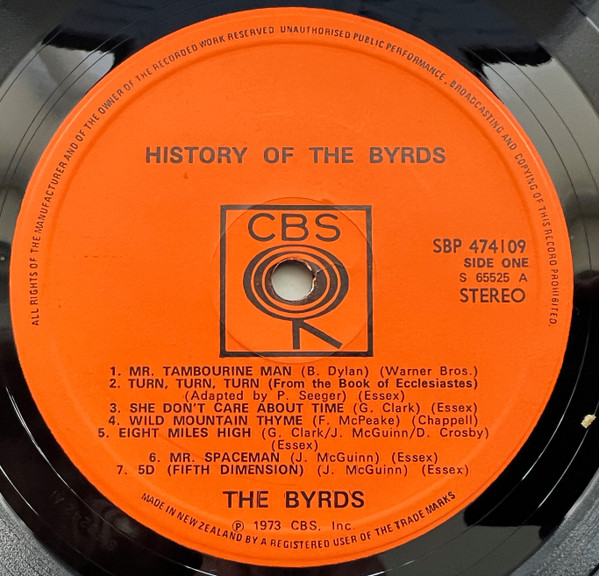 ALL RIGHTS OF THE MANUFACTURER AND OF THE OWNER OF THE RECORDED WORK RESERVED. UNAUTHORISED PUBLIC PERFORMANCE, BROADCASTING AND COPYING OF THIS RECORD PROHIBITED.
HISTORY OF THE BYRDS
CBS
SBP 474109
SIDE ONE
S 65525 A
STEREO
1. MR. TAMBOURINE MAN (B. Dylan) (Warner Bros.)
2. TURN, TURN, TURN (From the Book of Ecclesiastes)
(Adapted by P. Seeger) (Essex)
3. SHE DON'T CARE ABOUT TIME (G. Clark) (Essex)
4. WILD MOUNTAIN THYME (F. McPeake) (Chappell)
5. EIGHT MILES HIGH (G. Clark/J. McGuinn/D. Crosby)
(Essex)
6. MR. SPACEMAN (J. McGuinn) (Essex)
7. 5D (FIFTH DIMENSION) (J. McGuinn) (Essex)
THE BYRDS
℗ 1973 CBS, Inc.
MADE IN NEW ZEALAND BY A REGISTERED USER OF THE TRADE MARKS